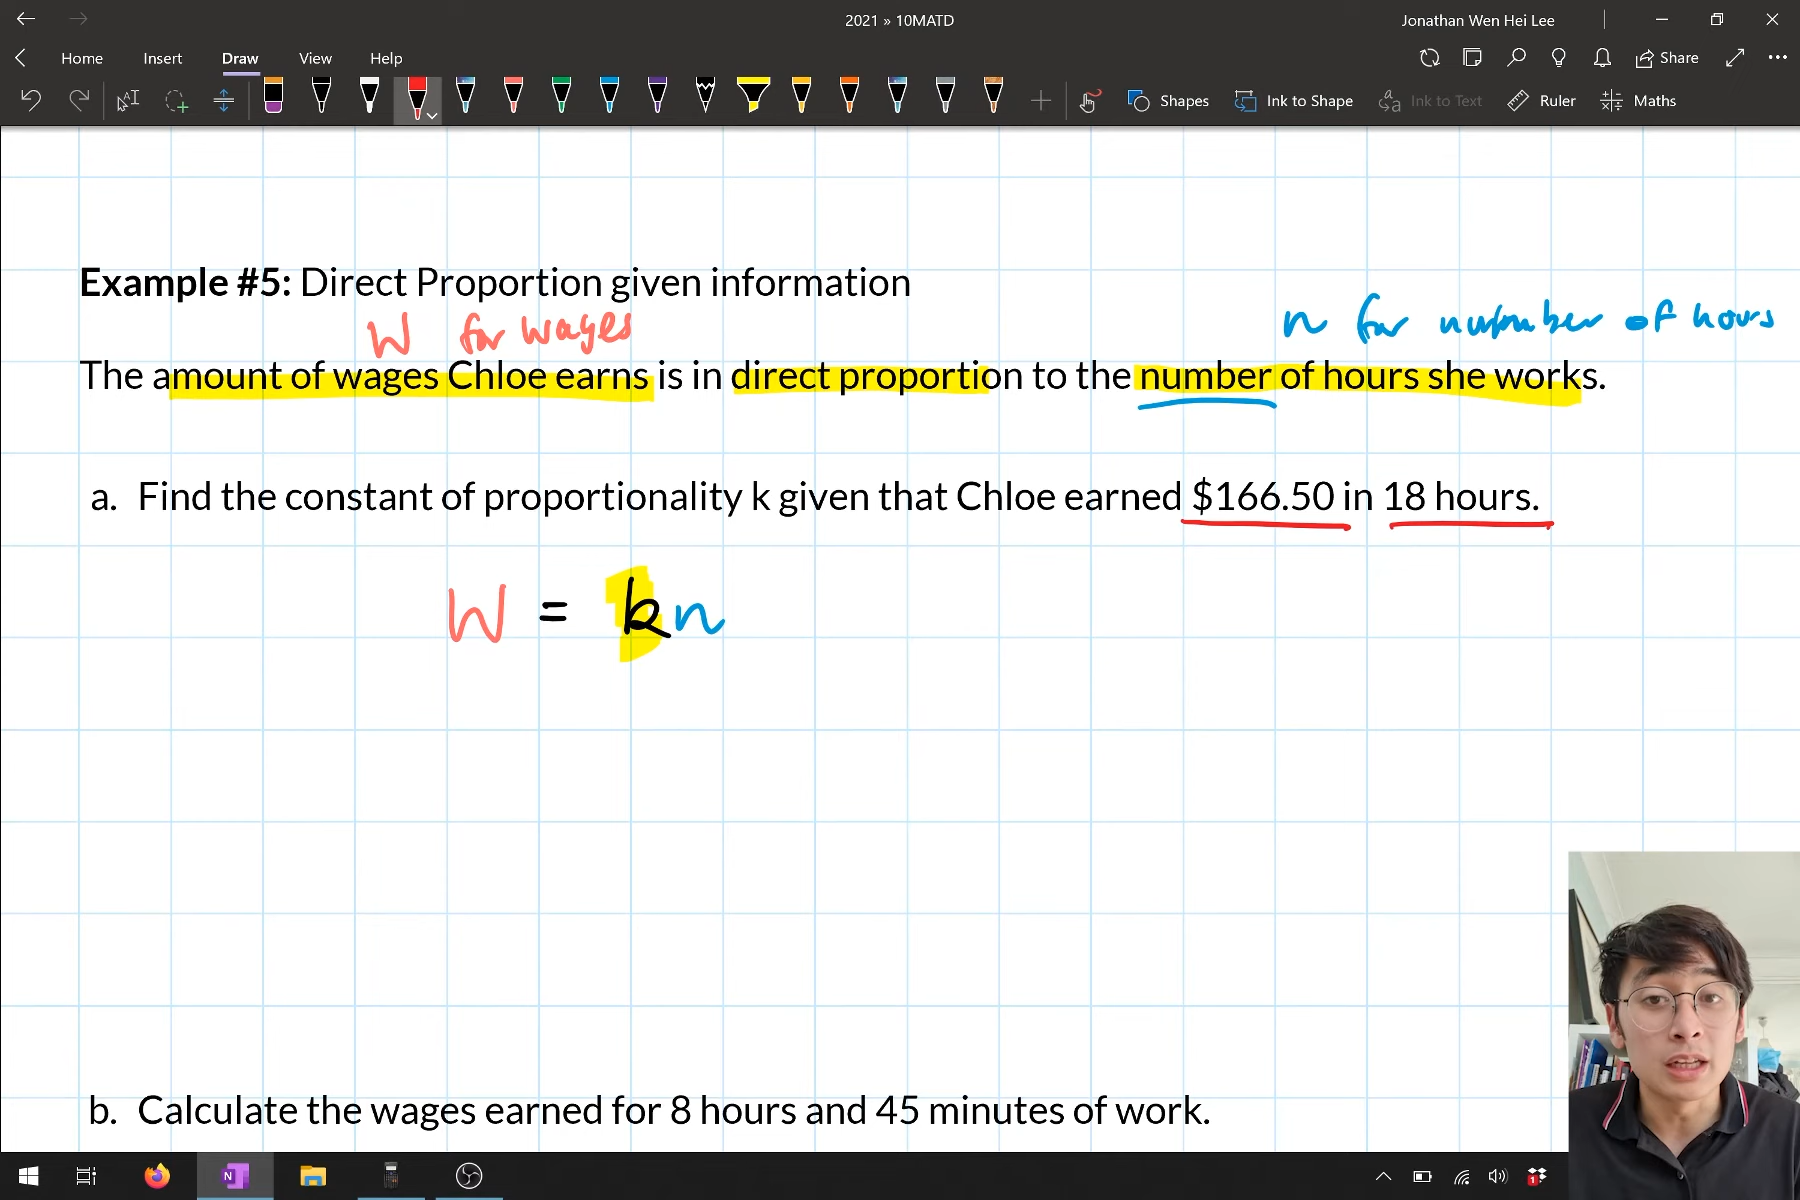 2021 » 10MATD
Jonathan Wen Hei Lee
Home Insert Draw View Help
Share
Shapes Ink to Shape Ink to Text Ruler Maths
Example #5: Direct Proportion given information
W for wages
n for number of hours
The amount of wages Chloe earns is in direct proportion to the number of hours she works.
a. Find the constant of proportionality k given that Chloe earned $166.50 in 18 hours.
W = kn
b. Calculate the wages earned for 8 hours and 45 minutes of work.